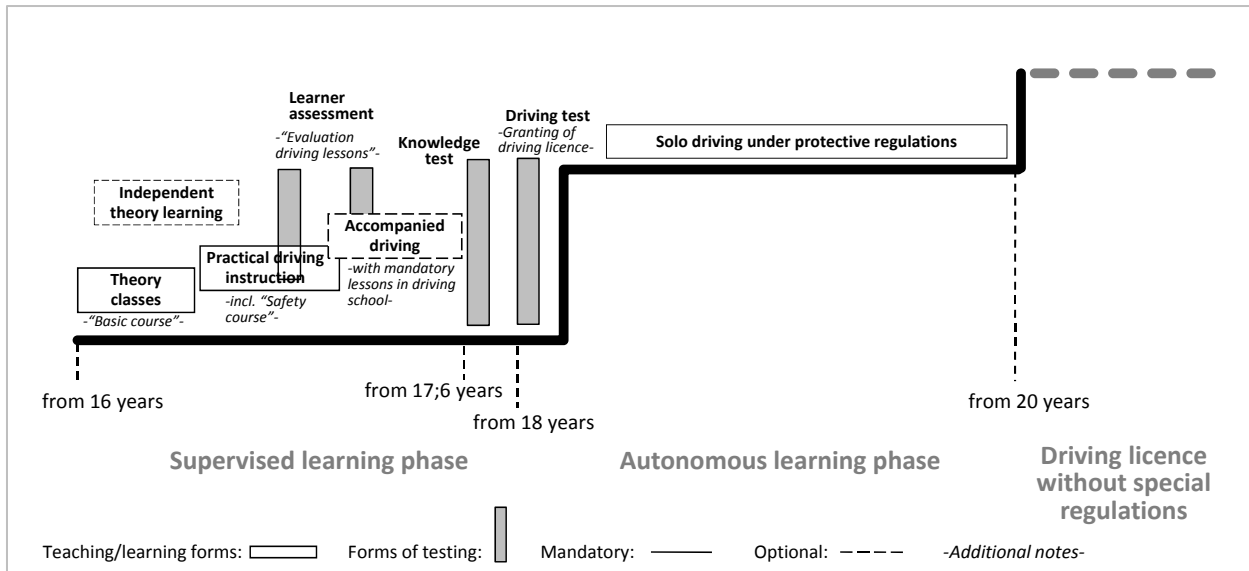 Learner
assessment
-“Evaluation
driving lessons”-
Knowledge
test
Driving test
-Granting of
driving licence-
Solo driving under protective regulations
Independent
theory learning
Accompanied
driving
-with mandatory
lessons in driving
school-
Practical driving
instruction
-incl. “Safety
course”-
Theory
classes
-“Basic course”-
from 16 years
from 17;6 years
from 18 years
from 20 years
Supervised learning phase
Autonomous learning phase
Driving licence
without special
regulations
Teaching/learning forms:
Forms of testing:
Mandatory:
Optional:
-Additional notes-